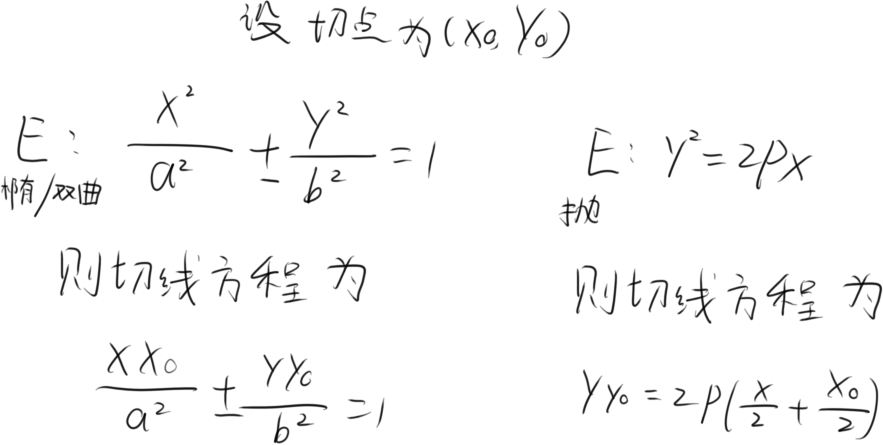 设切点为(x₀, y₀)
E: x²/a² ± y²/b² = 1
椭/双曲
则切线方程为
xx₀/a² ± yy₀/b² = 1
E: y² = 2px
抛
则切线方程为
yy₀ = 2p(x/2 + x₀/2)